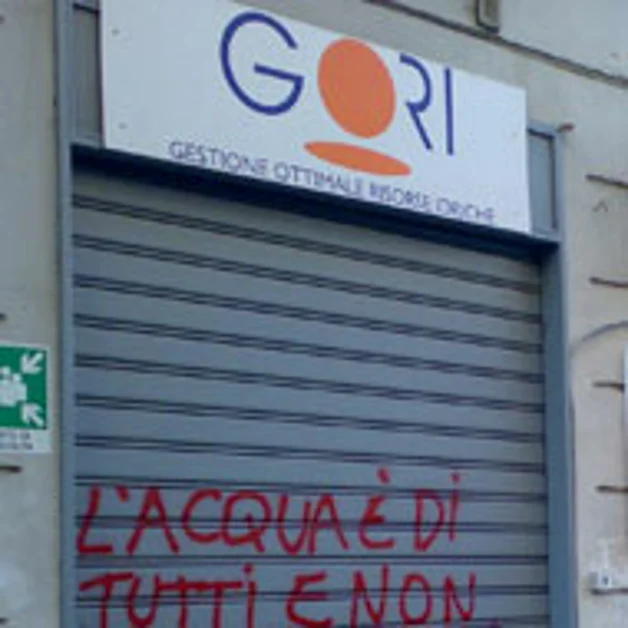 GORI
GESTIONE OTTIMALE RISORSE IDRICHE
L'ACQUA È DI
TUTTI E NON